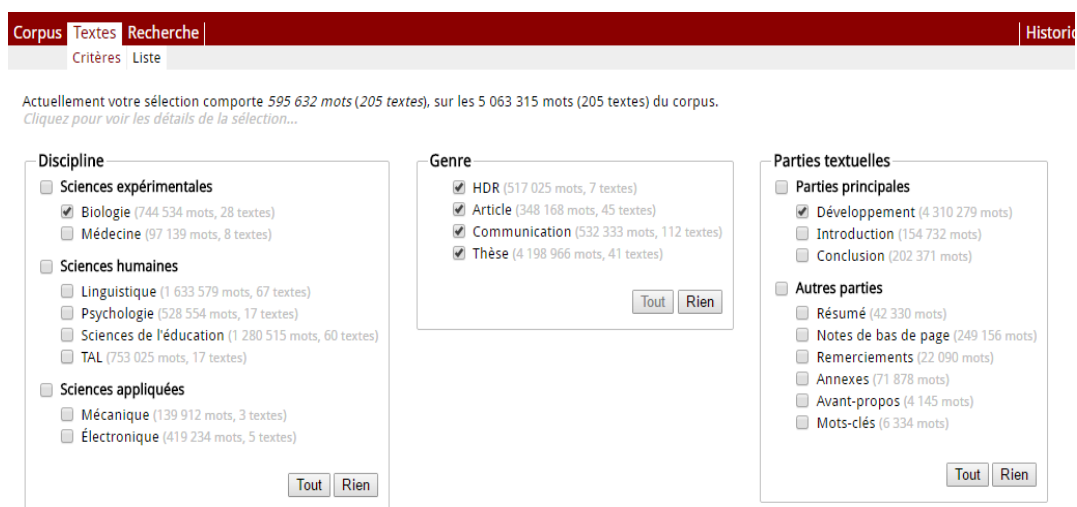 Corpus Textes Recherche Historic
Critères Liste
Actuellement votre sélection comporte 595 632 mots (205 textes), sur les 5 063 315 mots (205 textes) du corpus.
Cliquez pour voir les détails de la sélection...
Discipline
Sciences expérimentales
Biologie (744 534 mots, 28 textes)
Médecine (97 139 mots, 8 textes)
Sciences humaines
Linguistique (1 633 579 mots, 67 textes)
Psychologie (528 554 mots, 17 textes)
Sciences de l'éducation (1 280 515 mots, 60 textes)
TAL (753 025 mots, 17 textes)
Sciences appliquées
Mécanique (139 912 mots, 3 textes)
Électronique (419 234 mots, 5 textes)
Tout Rien
Genre
HDR (517 025 mots, 7 textes)
Article (348 168 mots, 45 textes)
Communication (532 333 mots, 112 textes)
Thèse (4 198 966 mots, 41 textes)
Tout Rien
Parties textuelles
Parties principales
Développement (4 310 279 mots)
Introduction (154 732 mots)
Conclusion (202 371 mots)
Autres parties
Résumé (42 330 mots)
Notes de bas de page (249 156 mots)
Remerciements (22 090 mots)
Annexes (71 878 mots)
Avant-propos (4 145 mots)
Mots-clés (6 334 mots)
Tout Rien